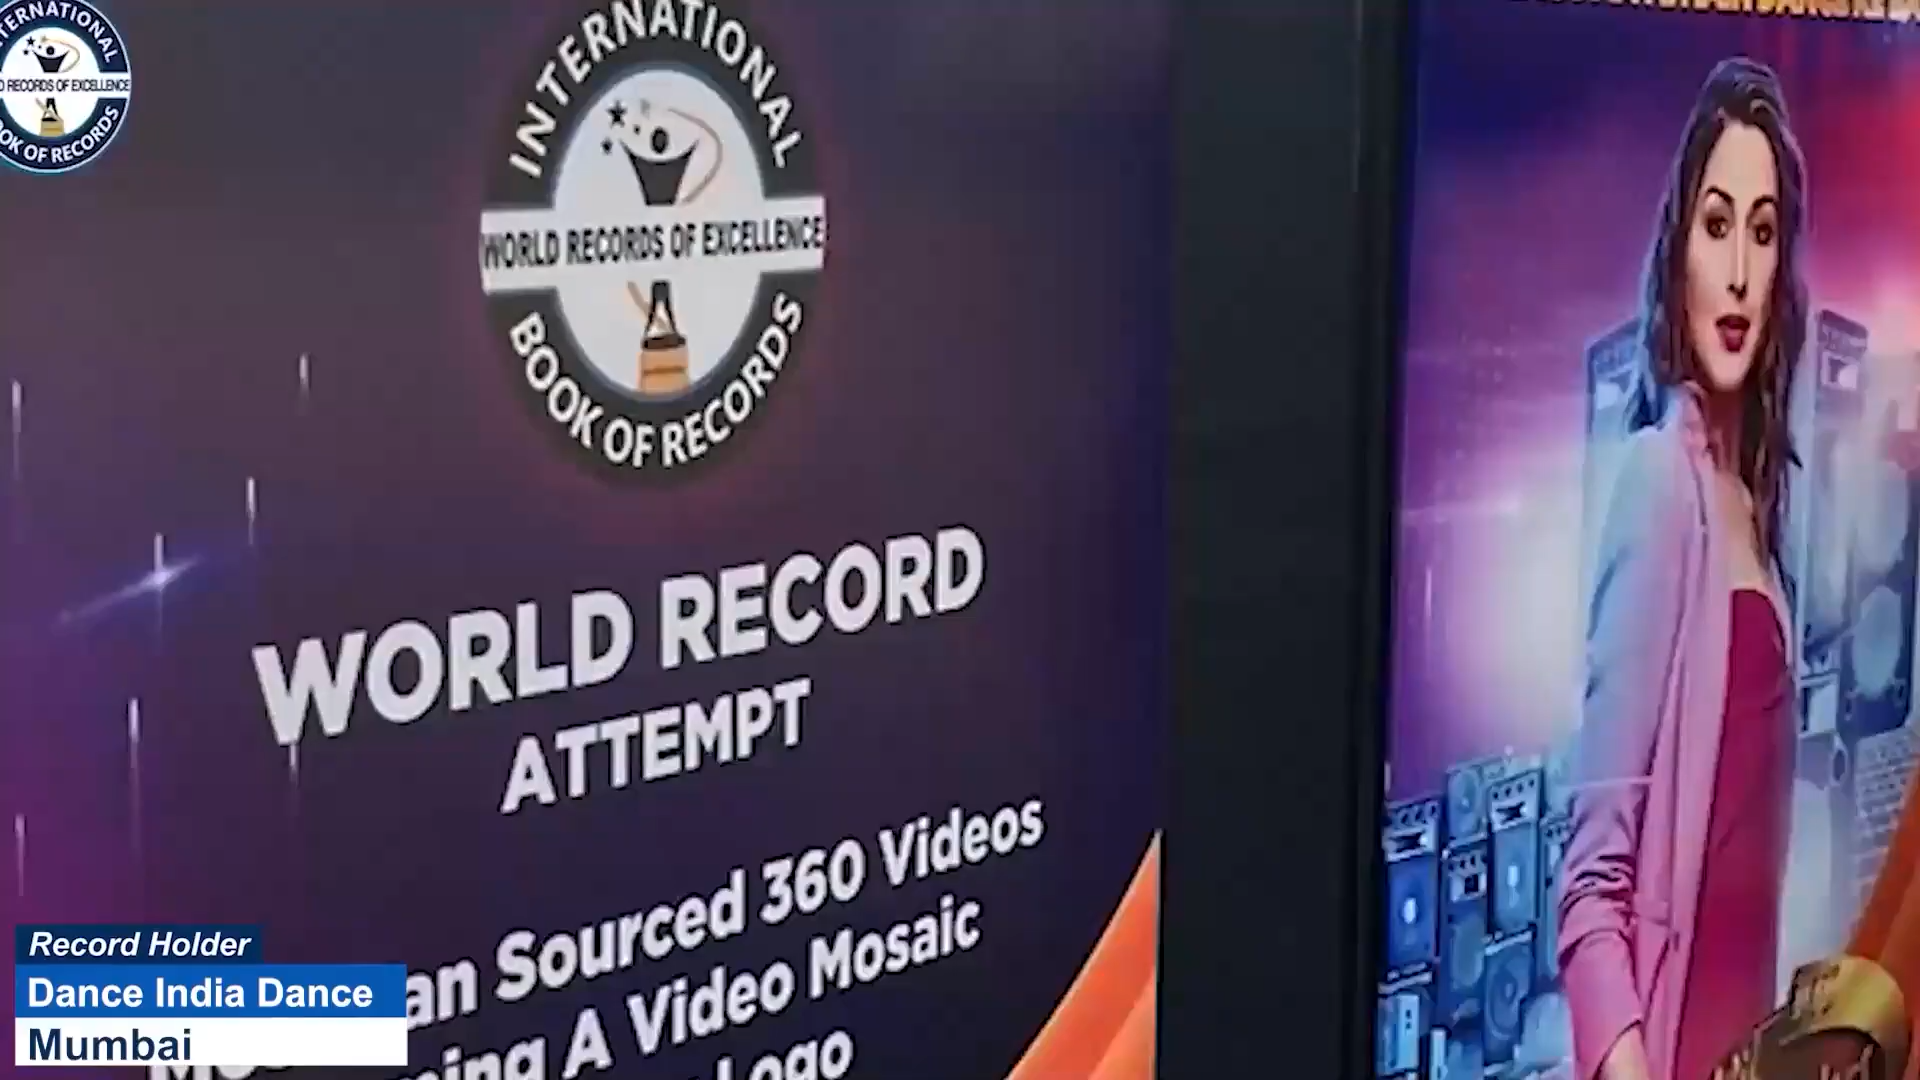 INTERNATIONAL
RECORDS OF EXCELLENCE
BOOK OF RECORDS
INTERNATIONAL
WORLD RECORDS OF EXCELLENCE
BOOK OF RECORDS
WORLD RECORD
ATTEMPT
Sourced 360 Videos
A Video Mosaic
Logo
Record Holder
Dance India Dance
Mumbai